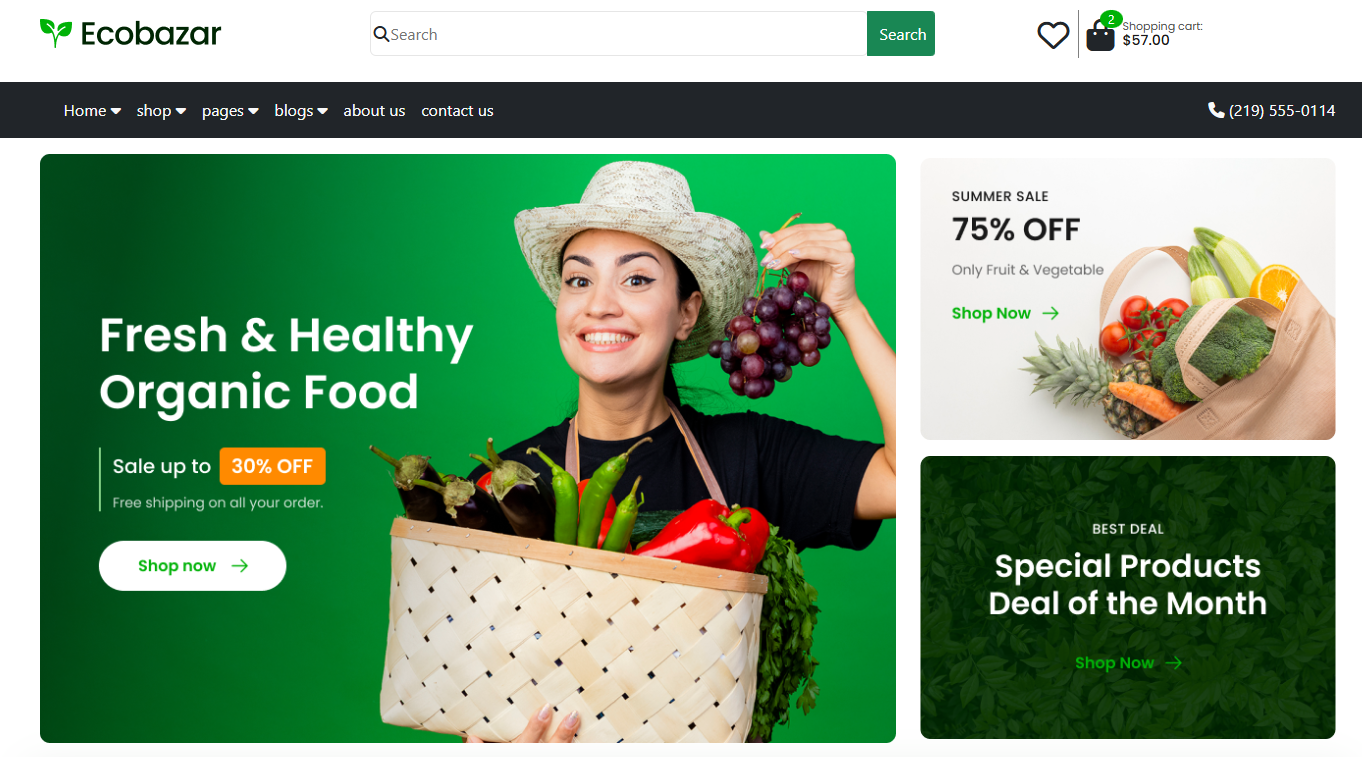 Ecobazar
Search
Search
2
Shopping cart:
$57.00
Home
shop
pages
blogs
about us
contact us
(219) 555-0114
Fresh & Healthy
Organic Food
Sale up to 30% OFF
Free shipping on all your order.
Shop now
SUMMER SALE
75% OFF
Only Fruit & Vegetable
Shop Now
BEST DEAL
Special Products
Deal of the Month
Shop Now